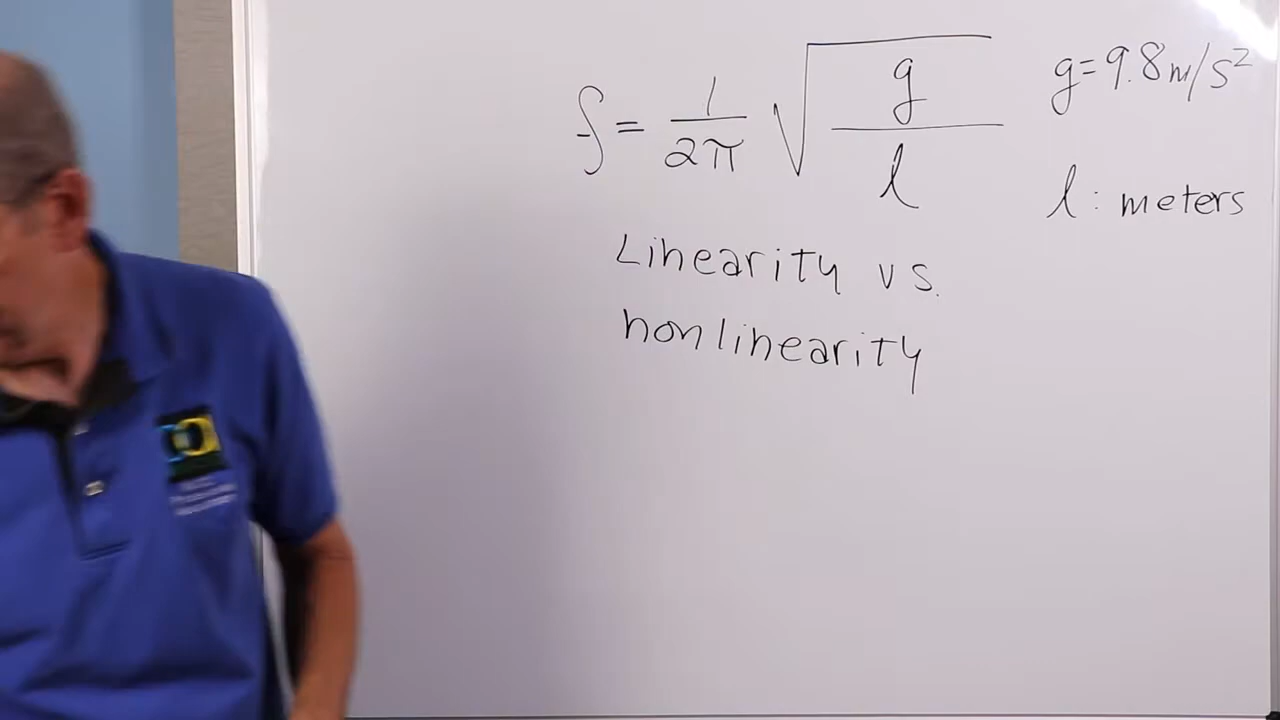 f = 1/2π √g/l g=9.8m/s²
l : meters
Linearity vs.
nonlinearity